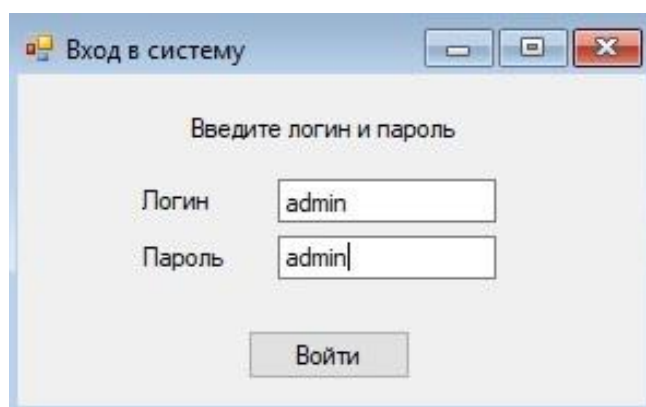 Вход в систему
Введите логин и пароль
Логин admin
Пароль admin
Войти